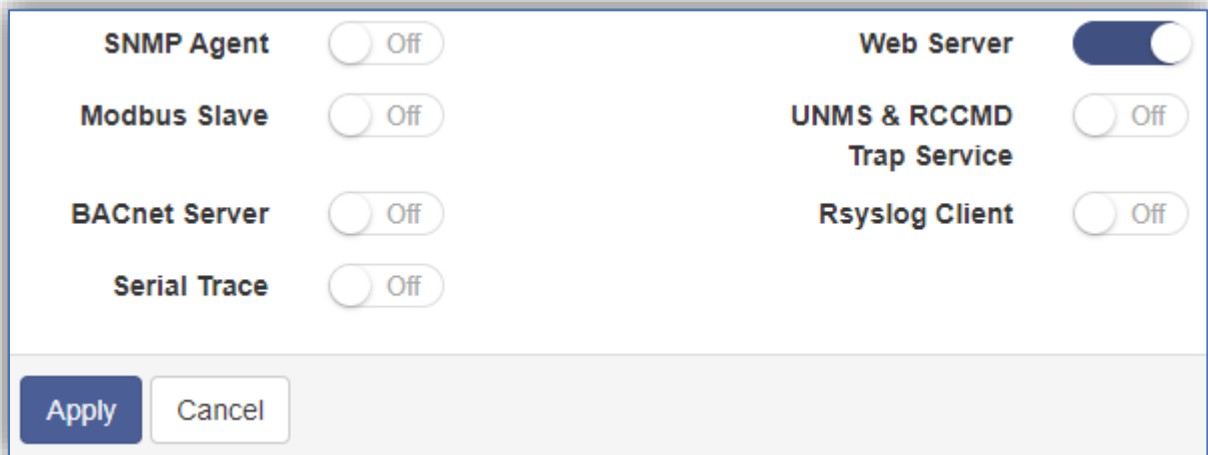 SNMP Agent Off Web Server
Modbus Slave Off UNMS & RCCMD Off
Trap Service
BACnet Server Off Rsyslog Client Off
Serial Trace Off
Apply Cancel